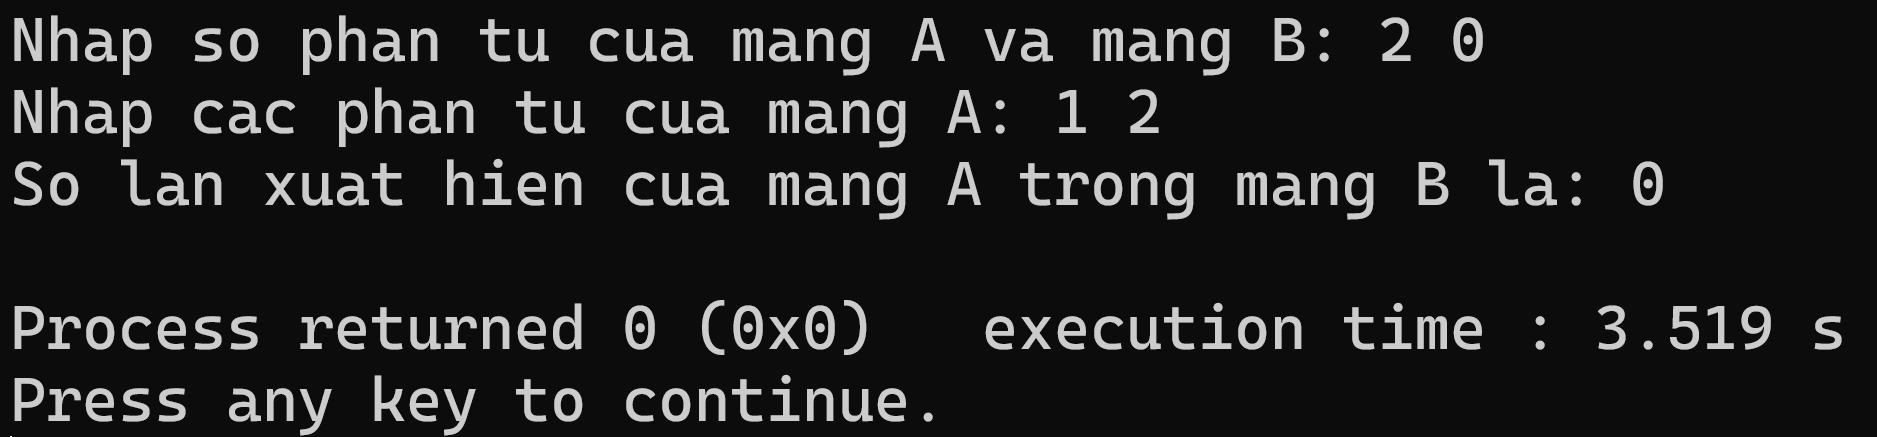 Nhap so phan tu cua mang A va mang B: 2 0
Nhap cac phan tu cua mang A: 1 2
So lan xuat hien cua mang A trong mang B la: 0
Process returned 0 (0x0)   execution time : 3.519 s
Press any key to continue.